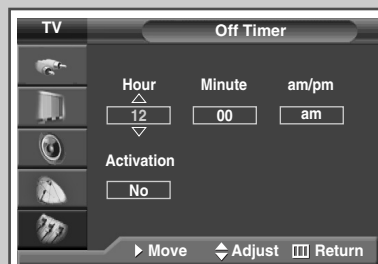 TV Off Timer
Hour Minute am/pm
12 00 am
Activation
No
Move Adjust Return